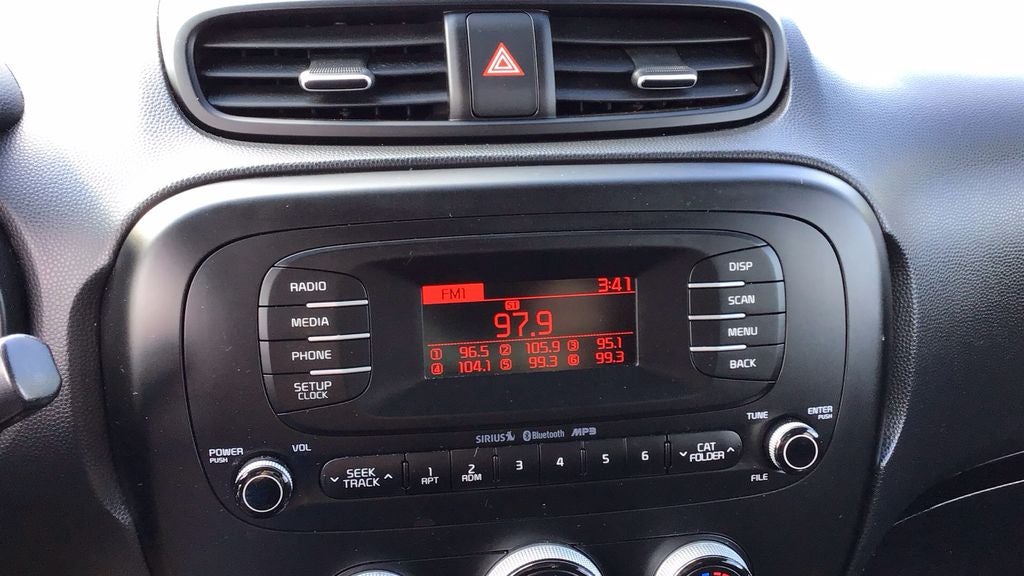 FM1 3:41
ST
97.9
1 96.5 2 105.9 3 95.1
4 104.1 5 99.3 6 99.3
RADIO
MEDIA
PHONE
SETUP
CLOCK
DISP
SCAN
MENU
BACK
SIRIUS Bluetooth MP3
POWER
PUSH
VOL
SEEK
TRACK
1
RPT
2
RDM
3
4
5
6
CAT
FOLDER
TUNE
FILE
ENTER
PUSH